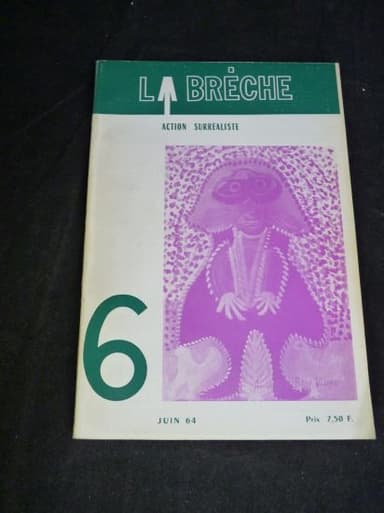 LA BRÈCHE
ACTION SURRÉALISTE
6
JUIN 64
Prix 7,50 F.